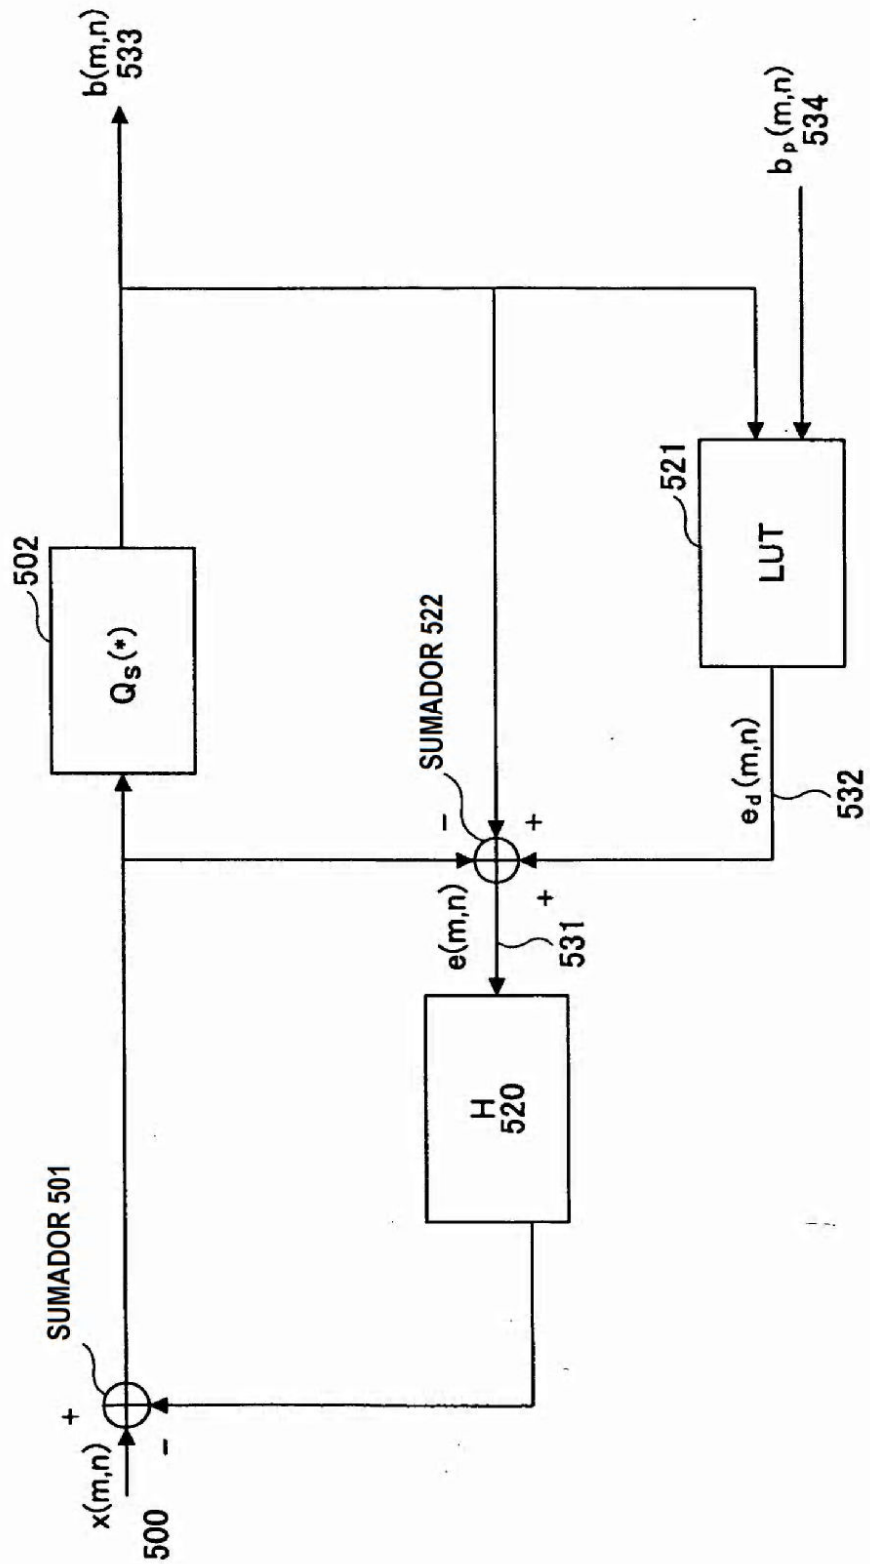 x(m,n)
500
+
-
SUMADOR 501
502
Qs(*)
b(m,n)
533
H
520
e(m,n)
531
SUMADOR 522
-
+
+
ed(m,n)
532
521
LUT
bp(m,n)
534